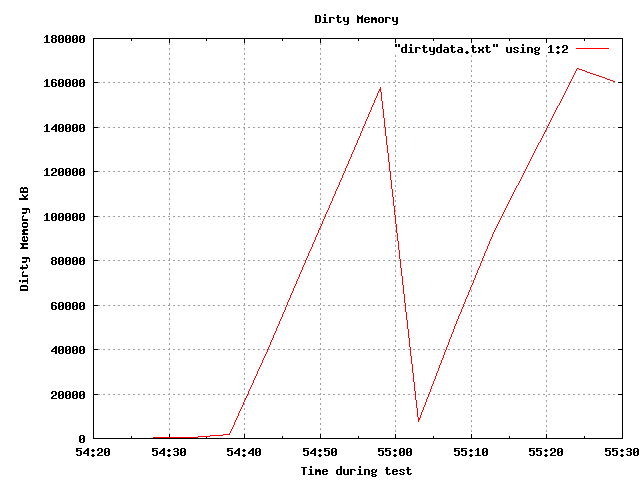 Dirty Memory
"dirtydata.txt" using 1:2
180000
160000
140000
120000
100000
80000
60000
40000
20000
0
Dirty Memory kB
54:20 54:30 54:40 54:50 55:00 55:10 55:20 55:30
Time during test